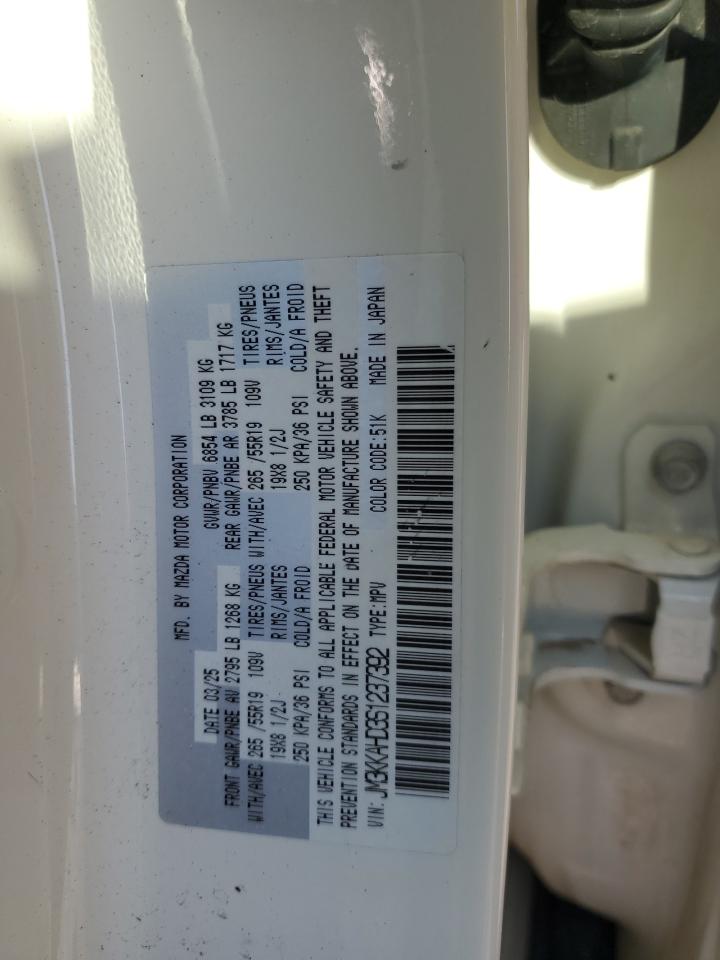 MFD. BY MAZDA MOTOR CORPORATION
DATE 03/25 GVWR/PNBV 6854 LB 3109 KG
FRONT GAWR/PNBE AV 2795 LB 1268 KG REAR GAWR/PNBE AR 3785 LB 1717 KG
WITH/AVEC 265 /55R19 109V TIRES/PNEUS WITH/AVEC 265 /55R19 109V TIRES/PNEUS
19X8 1/2J RIMS/JANTES 19X8 1/2J RIMS/JANTES
250 KPA/36 PSI COLD/A FROID 250 KPA/36 PSI COLD/A FROID
THIS VEHICLE CONFORMS TO ALL APPLICABLE FEDERAL MOTOR VEHICLE SAFETY AND THEFT
PREVENTION STANDARDS IN EFFECT ON THE DATE OF MANUFACTURE SHOWN ABOVE.
VIN: JM3KKAHD3S1237392 TYPE:MPV COLOR CODE:51K MADE IN JAPAN